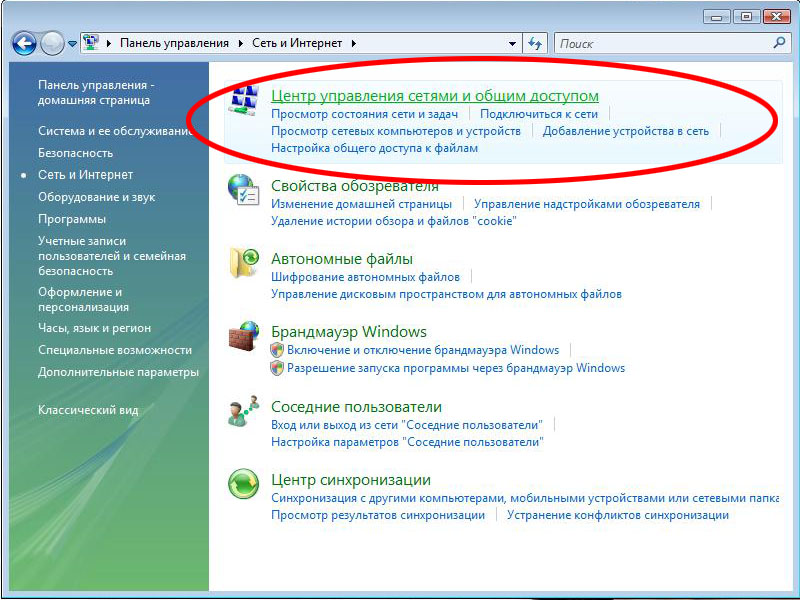 Панель управления Сеть и Интернет Поиск
Панель управления -
домашняя страница
Система и ее обслуживание
Безопасность
Сеть и Интернет
Оборудование и звук
Программы
Учетные записи
пользователей и семейная
безопасность
Оформление и
персонализация
Часы, язык и регион
Специальные возможности
Дополнительные параметры
Классический вид
Центр управления сетями и общим доступом
Просмотр состояния сети и задач Подключиться к сети
Просмотр сетевых компьютеров и устройств Добавление устройства в сеть
Настройка общего доступа к файлам
Свойства обозревателя
Изменение домашней страницы Управление надстройками обозревателя
Удаление истории обзора и файлов "cookie"
Автономные файлы
Шифрование автономных файлов
Управление дисковым пространством для автономных файлов
Брандмауэр Windows
Включение и отключение брандмауэра Windows
Разрешение запуска программы через брандмауэр Windows
Соседние пользователи
Вход или выход из сети "Соседние пользователи"
Настройка параметров "Соседние пользователи"
Центр синхронизации
Синхронизация с другими компьютерами, мобильными устройствами или сетевыми папка
Просмотр результатов синхронизации Устранение конфликтов синхронизации